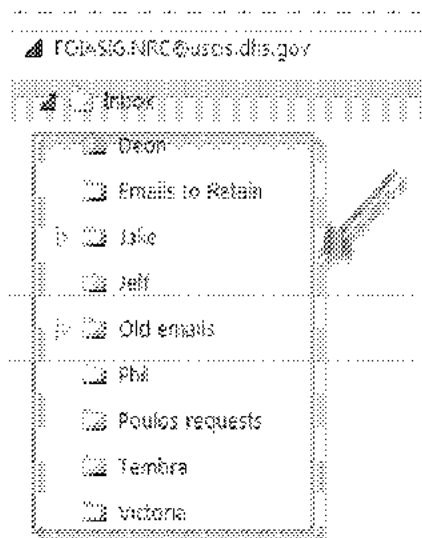 FOIASIG.NRC@uscis.dhs.gov
Inbox
Deon
Emails to Retain
Jake
Jeff
Old emails
Phil
Poulos requests
Tembra
Victoria